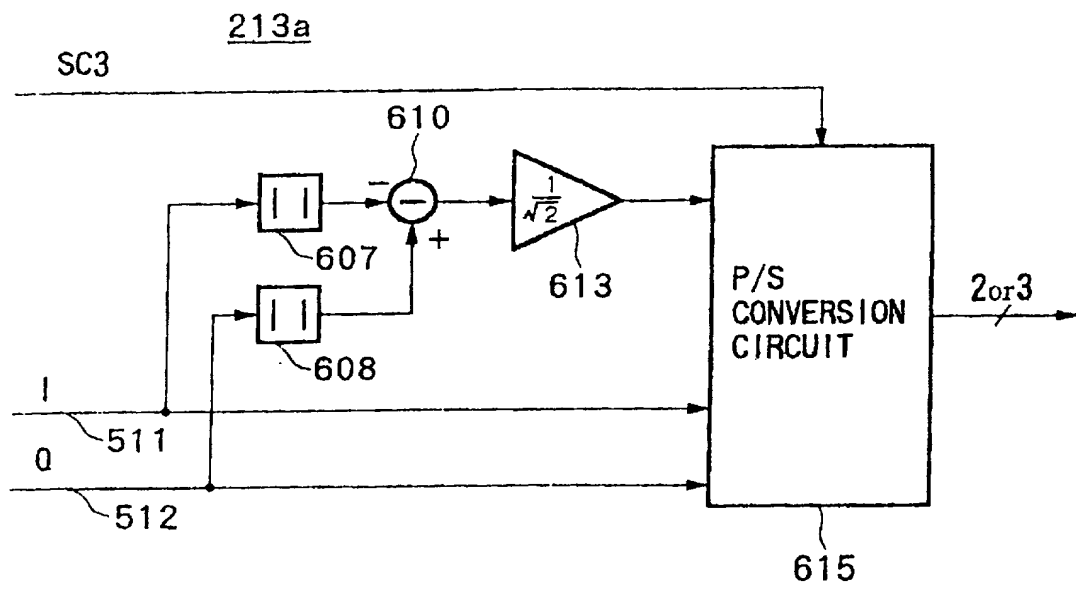 213a
SC3
610
| |
−
−
+
1
√2
607
613
| |
608
P/S
CONVERSION
CIRCUIT
2or3
I
511
Q
512
615